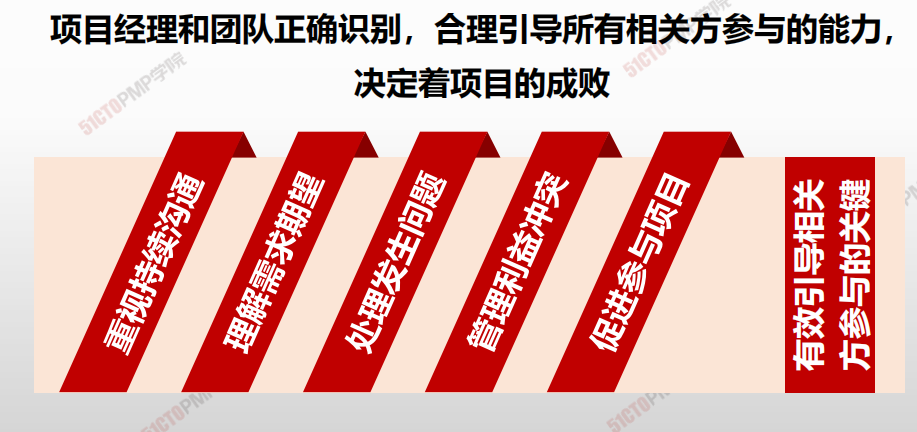 项目经理和团队正确识别，合理引导所有相关方参与的能力，
决定着项目的成败
重视持续沟通
理解需求期望
处理发生问题
管理利益冲突
促进参与项目
有效引导相关
方参与的关键
51CTOPMP学院
51CTOPMP学院
51CTOPM
51CTOPM